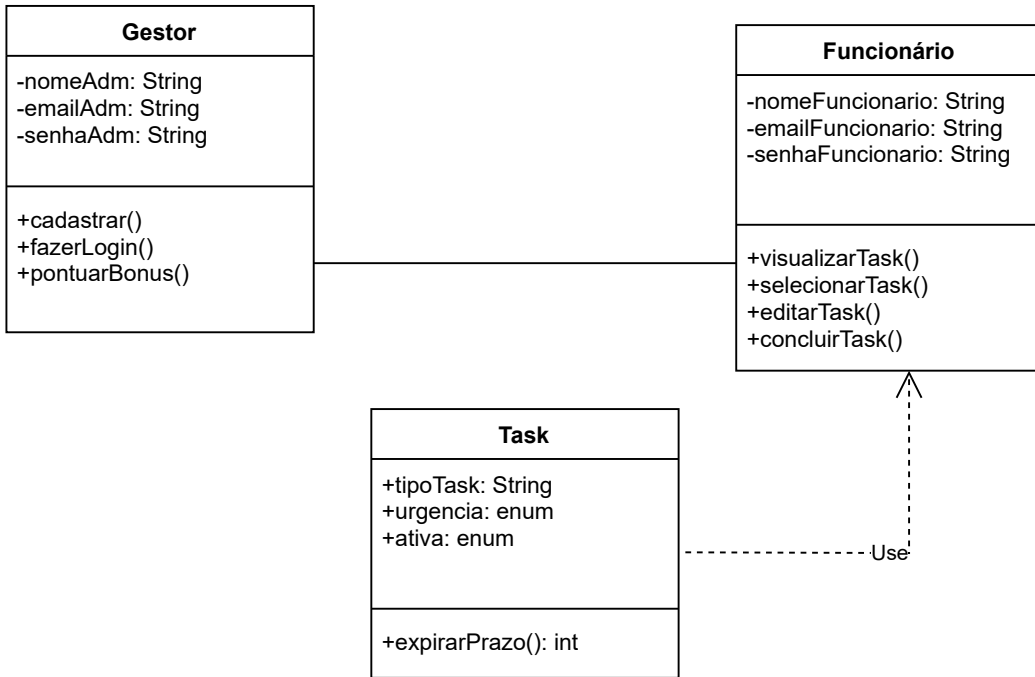 Gestor
-nomeAdm: String
-emailAdm: String
-senhaAdm: String
+cadastrar()
+fazerLogin()
+pontuarBonus()
Funcionário
-nomeFuncionario: String
-emailFuncionario: String
-senhaFuncionario: String
+visualizarTask()
+selecionarTask()
+editarTask()
+concluirTask()
Task
+tipoTask: String
+urgencia: enum
+ativa: enum
+expirarPrazo(): int
Use